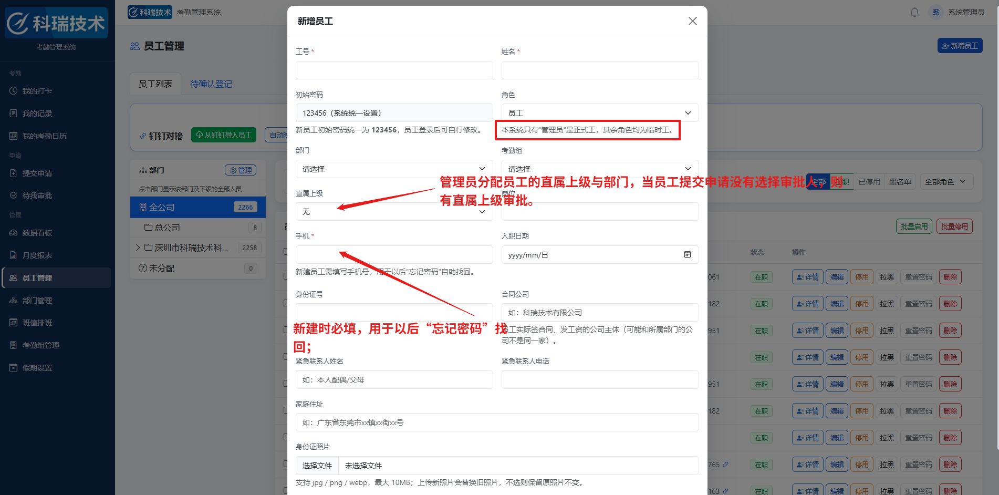 科瑞技术
考勤管理系统
考勤
我的打卡
我的记录
我的考勤日历
申请
提交申请
待我审批
管理
数据看板
月度报表
员工管理
部门管理
班值排班
考勤组管理
假期设置
科瑞技术 考勤管理系统
系 系统管理员
员工管理
新增员工
员工列表 待确认登记
钉钉对接 从钉钉导入员工
部门 管理
点击部门显示该部门及下级的全部人员
全公司 2266
总公司 8
深圳市科瑞技术科... 2258
未分配 0
新增员工
工号 * 姓名 *
初始密码 角色
123456（系统统一设置） 员工
新员工初始密码统一为 123456，员工登录后可自行修改。 本系统只有"管理员"是正式工，其余角色均为临时工。
部门 考勤组
请选择 请选择
管理员分配员工的直属上级与部门，当员工提交申请没有选择审批人，则
有直属上级审批。
直属上级 岗位
无
手机 * 入职日期
yyyy/mm/日
新建员工需填写手机号，用于以后"忘记密码"自助找回。
身份证号 合同公司
如：科瑞技术有限公司
新建时必填，用于以后“忘记密码”找
回；
员工实际签合同、发工资的公司主体（可能和所属部门的公
司不是同一家）。
紧急联系人姓名 紧急联系人电话
如：本人配偶/父母
家庭住址
如：广东省东莞市xx镇xx街xx号
身份证照片
选择文件 未选择文件
支持 jpg / png / webp，最大 10MB；上传新照片会替换旧照片，不选则保留原照片不变。
全部 已停用 黑名单 全部角色
批量启用 批量停用
状态 操作
061 在职 详情 编辑 停用 拉黑 重置密码 删除
182 在职 详情 编辑 停用 拉黑 重置密码 删除
951 在职 详情 编辑 停用 拉黑 重置密码 删除
在职 详情 编辑 停用 拉黑 重置密码 删除
951 在职 详情 编辑 停用 拉黑 重置密码 删除
182 在职 详情 编辑 停用 拉黑 重置密码 删除
在职 详情 编辑 停用 拉黑 重置密码 删除
765 在职 详情 编辑 停用 拉黑 重置密码 删除
163 在职 详情 编辑 停用 拉黑 重置密码 删除